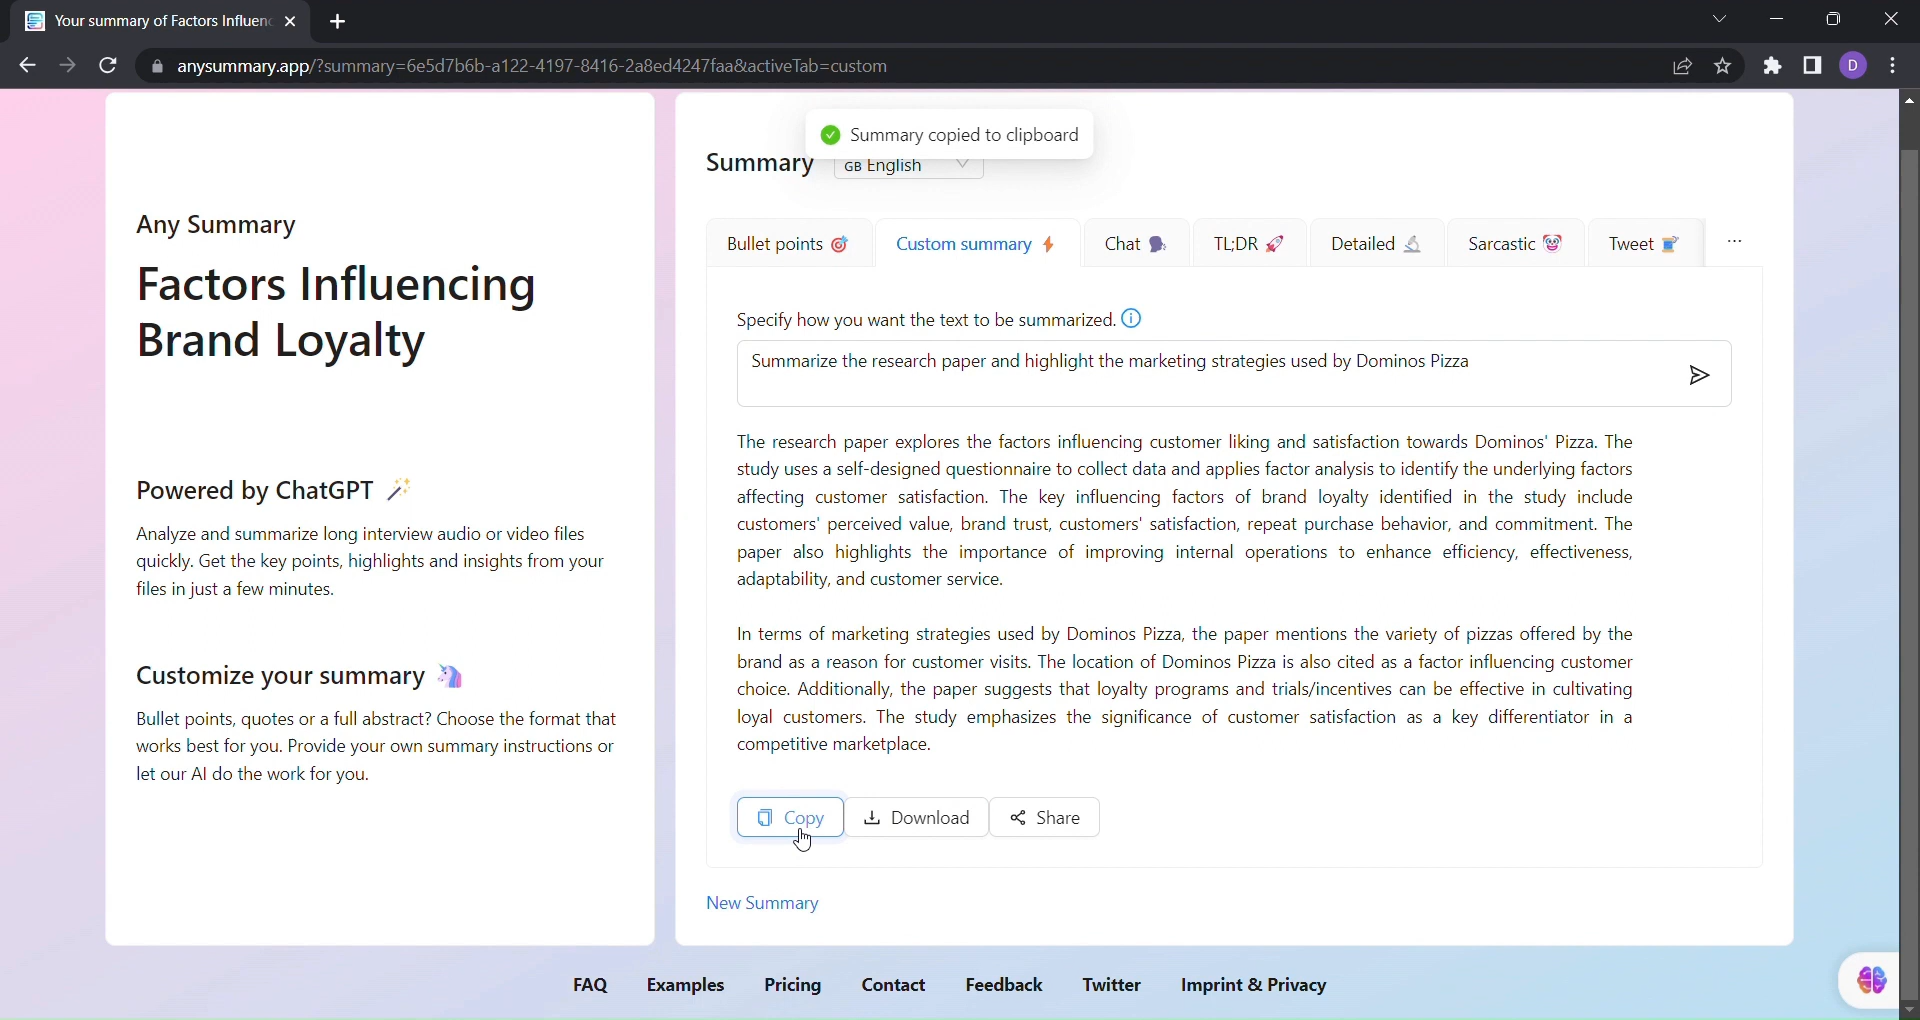 Your summary of Factors Influen
anysummary.app/?summary=6e5d7b6b-a122-4197-8416-2a8ed4247faa&activeTab=custom
D
Summary copied to clipboard
Summary
GB English
Any Summary
Factors Influencing
Brand Loyalty
Powered by ChatGPT 🪄
Analyze and summarize long interview audio or video files
quickly. Get the key points, highlights and insights from your
files in just a few minutes.
Customize your summary 🦄
Bullet points, quotes or a full abstract? Choose the format that
works best for you. Provide your own summary instructions or
let our AI do the work for you.
Bullet points 🎯 Custom summary ⚡ Chat 🗣 TL;DR 🚀 Detailed 🔬 Sarcastic 🤡 Tweet 🧵 ...
Specify how you want the text to be summarized.
Summarize the research paper and highlight the marketing strategies used by Dominos Pizza
The research paper explores the factors influencing customer liking and satisfaction towards Dominos' Pizza. The
study uses a self-designed questionnaire to collect data and applies factor analysis to identify the underlying factors
affecting customer satisfaction. The key influencing factors of brand loyalty identified in the study include
customers' perceived value, brand trust, customers' satisfaction, repeat purchase behavior, and commitment. The
paper also highlights the importance of improving internal operations to enhance efficiency, effectiveness,
adaptability, and customer service.
In terms of marketing strategies used by Dominos Pizza, the paper mentions the variety of pizzas offered by the
brand as a reason for customer visits. The location of Dominos Pizza is also cited as a factor influencing customer
choice. Additionally, the paper suggests that loyalty programs and trials/incentives can be effective in cultivating
loyal customers. The study emphasizes the significance of customer satisfaction as a key differentiator in a
competitive marketplace.
Copy Download Share
New Summary
FAQ Examples Pricing Contact Feedback Twitter Imprint & Privacy